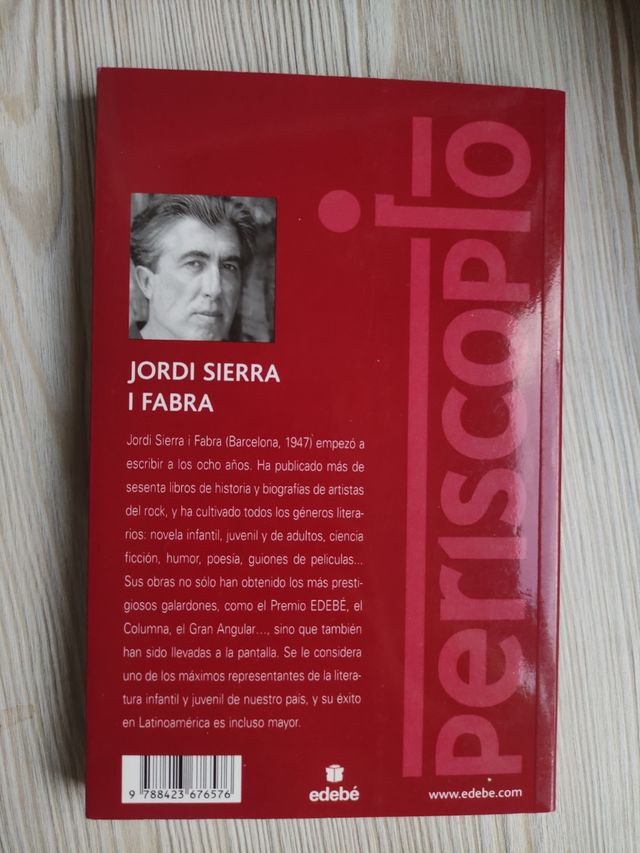 periscopio
JORDI SIERRA
I FABRA
Jordi Sierra i Fabra (Barcelona, 1947) empezó a
escribir a los ocho años. Ha publicado más de
sesenta libros de historia y biografías de artistas
del rock, y ha cultivado todos los géneros litera-
rios: novela infantil, juvenil y de adultos, ciencia
ficción, humor, poesía, guiones de películas...
Sus obras no sólo han obtenido los más presti-
giosos galardones, como el Premio EDEBÉ, el
Columna, el Gran Angular..., sino que también
han sido llevadas a la pantalla. Se le considera
uno de los máximos representantes de la litera-
tura infantil y juvenil de nuestro país, y su éxito
en Latinoamérica es incluso mayor.
9 788423 676576
edebé
www.edebe.com